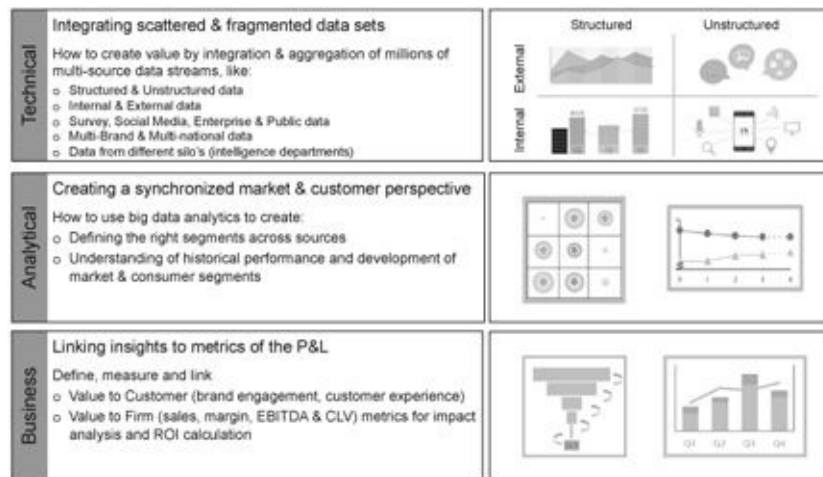 Technical
Integrating scattered & fragmented data sets
How to create value by integration & aggregation of millions of
multi-source data streams, like:
o Structured & Unstructured data
o Internal & External data
o Survey, Social Media, Enterprise & Public data
o Multi-Brand & Multi-national data
o Data from different silo's (intelligence departments)
Structured
Unstructured
External
Internal
Analytical
Creating a synchronized market & customer perspective
How to use big data analytics to create:
o Defining the right segments across sources
o Understanding of historical performance and development of
market & consumer segments
Business
Linking insights to metrics of the P&L
Define, measure and link
o Value to Customer (brand engagement, customer experience)
o Value to Firm (sales, margin, EBITDA & CLV) metrics for impact
analysis and ROI calculation
Q1 Q2 Q3 Q4